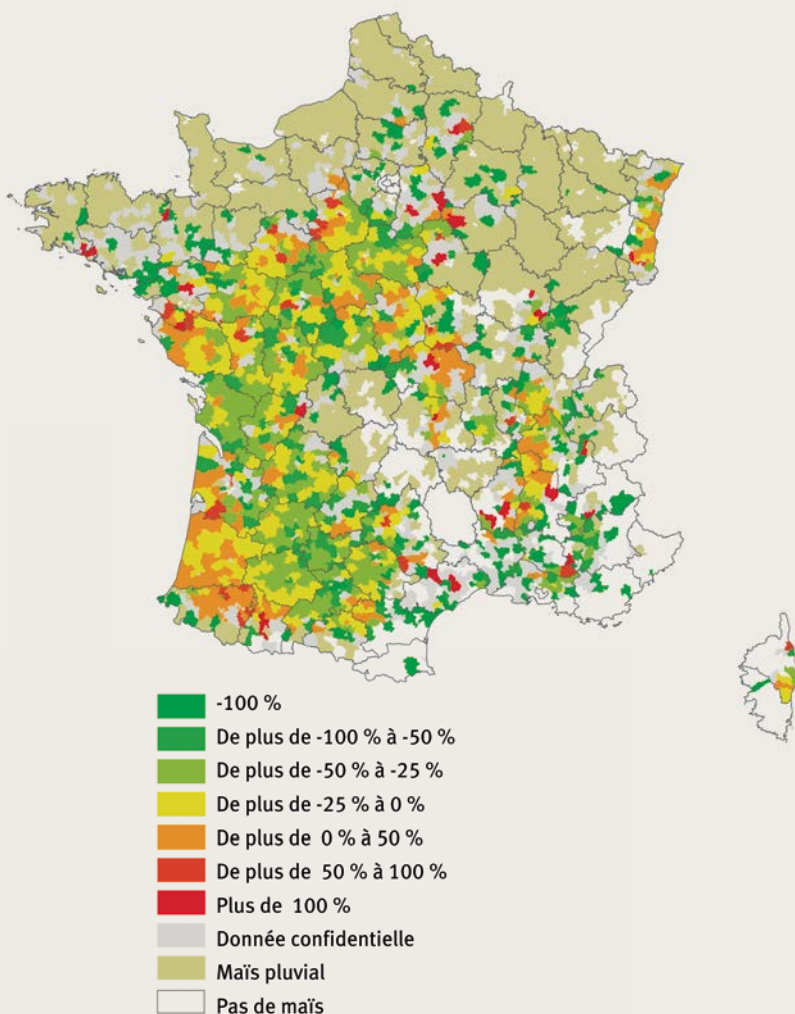 -100 %
De plus de -100 % à -50 %
De plus de -50 % à -25 %
De plus de -25 % à 0 %
De plus de 0 % à 50 %
De plus de 50 % à 100 %
Plus de 100 %
Donnée confidentielle
Maïs pluvial
Pas de maïs